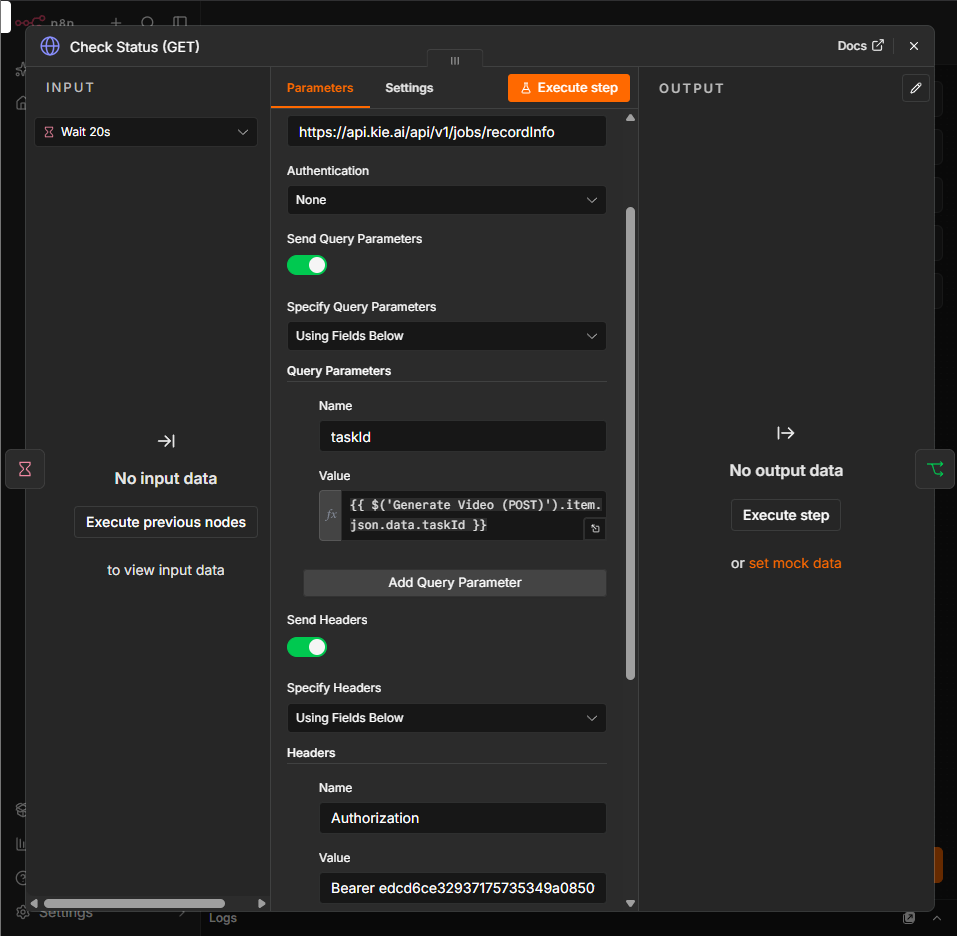 n8n
Check Status (GET)
Docs
INPUT
Parameters
Settings
Execute step
OUTPUT
Wait 20s
https://api.kie.ai/api/v1/jobs/recordInfo
Authentication
None
Send Query Parameters
Specify Query Parameters
Using Fields Below
Query Parameters
Name
taskId
Value
fx
{{ $('Generate Video (POST)').item.
json.data.taskId }}
Add Query Parameter
Send Headers
Specify Headers
Using Fields Below
Headers
Name
Authorization
Value
Bearer edcd6ce32937175735349a0850
No input data
Execute previous nodes
to view input data
No output data
Execute step
or set mock data
Settings
Logs